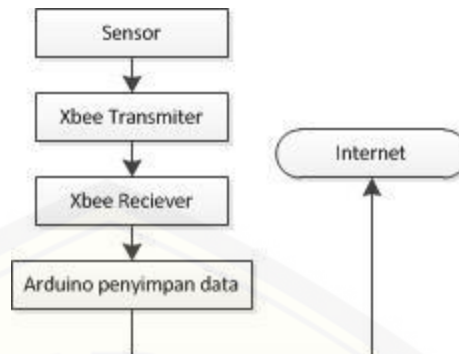 Sensor
Xbee Transmiter
Internet
Xbee Reciever
Arduino penyimpan data